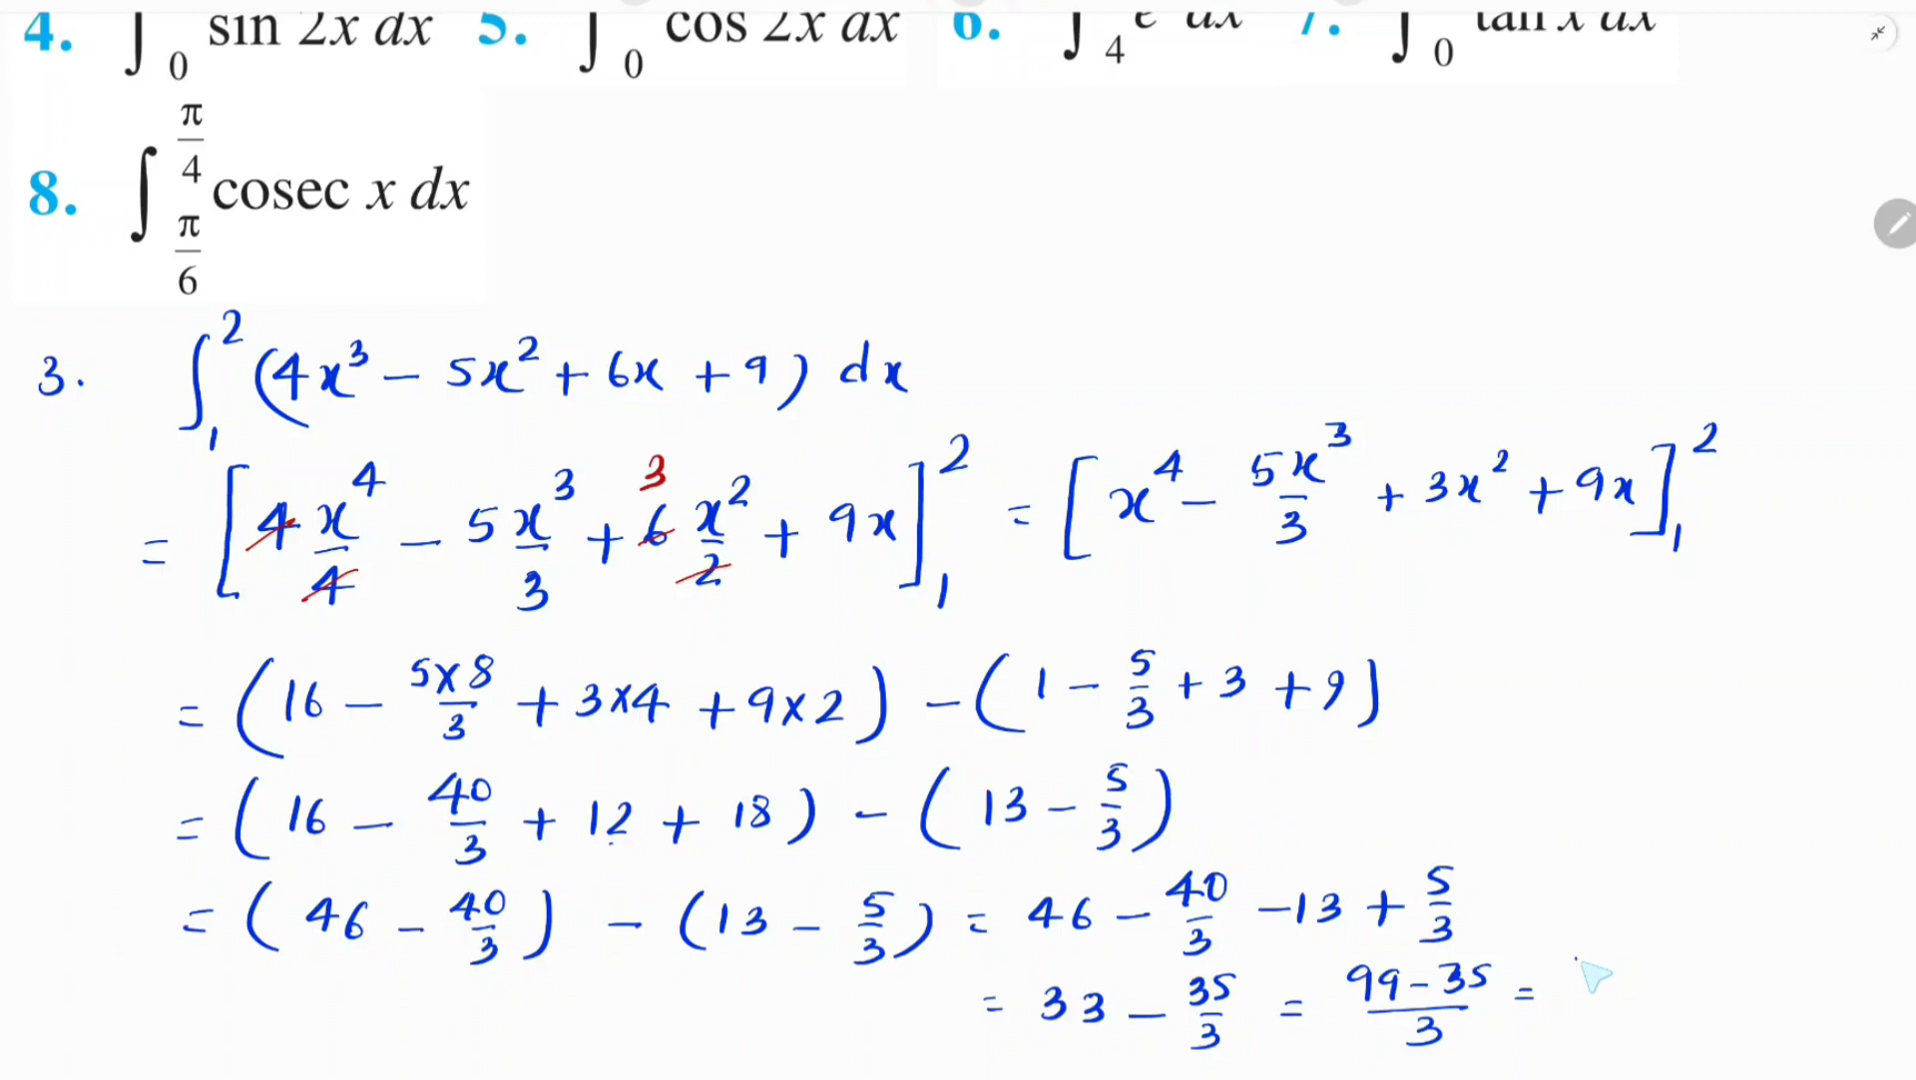 4. ∫₀ sin 2x dx 5. ∫₀ cos 2x dx 6. ∫₄ e dx 7. ∫₀ tan x dx
8. ∫_{π/6}^{π/4} cosec x dx
3. ∫₁² (4x³ − 5x² + 6x + 9) dx
= [4 x⁴/4 − 5 x³/3 + 6 3 x²/2 + 9x]₁² = [x⁴ − 5x³/3 + 3x² + 9x]₁²
= (16 − 5×8/3 + 3×4 + 9×2) − (1 − 5/3 + 3 + 9)
= (16 − 40/3 + 12 + 18) − (13 − 5/3)
= (46 − 40/3) − (13 − 5/3) = 46 − 40/3 − 13 + 5/3
= 33 − 35/3 = 99 − 35/3 =